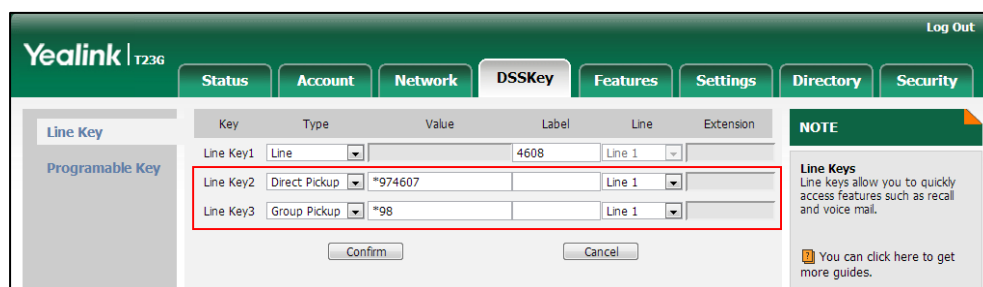 Log Out
Yealink T23G
Status Account Network DSSKey Features Settings Directory Security
Line Key
Programable Key
Key Type Value Label Line Extension
Line Key1 Line 4608 Line 1
Line Key2 Direct Pickup *974607 Line 1
Line Key3 Group Pickup *98 Line 1
Confirm Cancel
NOTE
Line Keys
Line keys allow you to quickly
access features such as recall
and voice mail.
? You can click here to get
more guides.